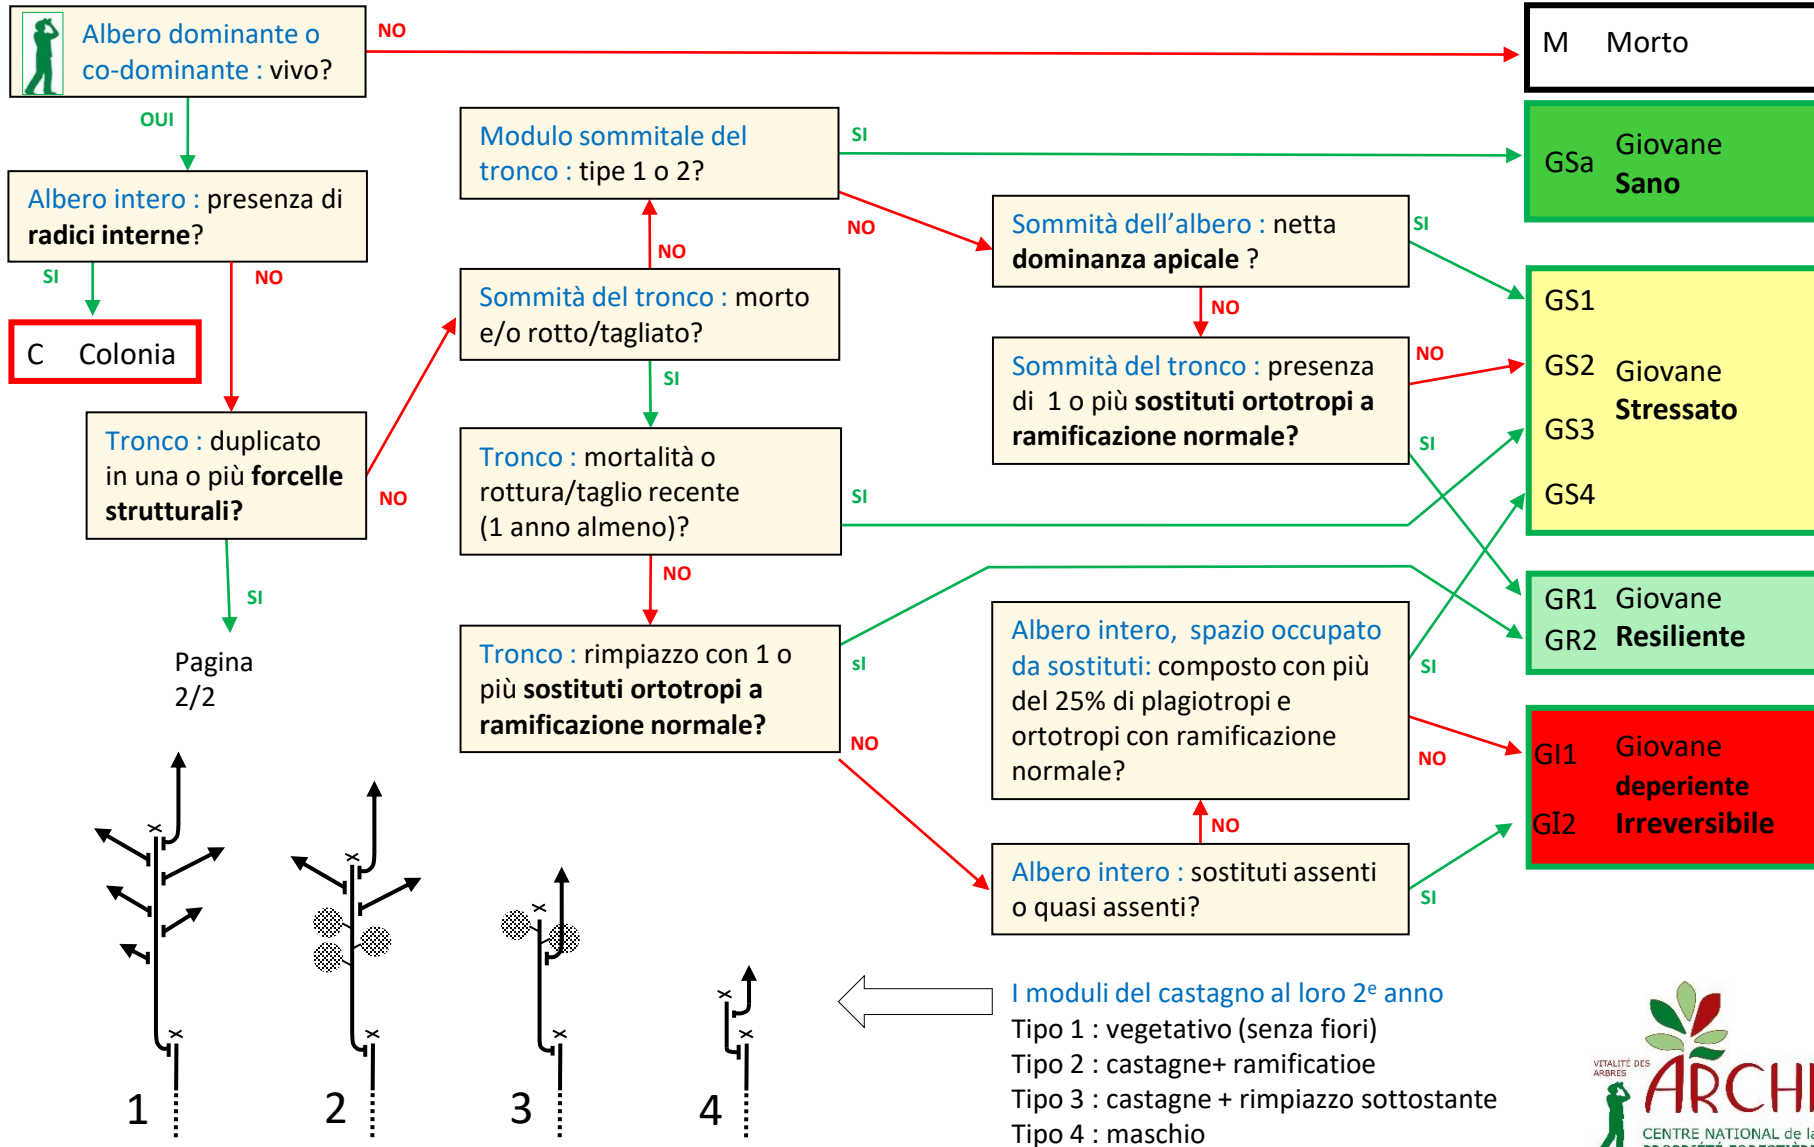 Albero dominante o
co-dominante : vivo?
NO
M Morto
OUI
Modulo sommitale del
tronco : tipe 1 o 2?
SI
GSa Giovane
Sano
Albero intero : presenza di
radici interne?
NO
Sommità dell'albero : netta
dominanza apicale ?
SI
SI
NO
NO
Sommità del tronco : morto
e/o rotto/tagliato?
NO
GS1
GS2 Giovane
Stressato
GS3
GS4
C Colonia
SI
Sommità del tronco : presenza
di 1 o più sostituti ortotropi a
ramificazione normale?
NO
SI
Tronco : duplicato
in una o più forcelle
strutturali?
NO
Tronco : mortalità o
rottura/taglio recente
(1 anno almeno)?
SI
NO
SI
Pagina
2/2
GR1 Giovane
GR2 Resiliente
Tronco : rimpiazzo con 1 o
più sostituti ortotropi a
ramificazione normale?
sI
NO
Albero intero, spazio occupato
da sostituti: composto con più
del 25% di plagiotropi e
ortotropi con ramificazione
normale?
SI
NO
GI1 Giovane
deperiente
GI2 Irreversibile
NO
Albero intero : sostituti assenti
o quasi assenti?
SI
x
x
x
x
x
x
x
x
1
2
3
4
I moduli del castagno al loro 2e anno
Tipo 1 : vegetativo (senza fiori)
Tipo 2 : castagne+ ramificatioe
Tipo 3 : castagne + rimpiazzo sottostante
Tipo 4 : maschio
VITALITÉ DES
ARBRES
ARCHI
CENTRE NATIONAL de la
PROPRIÉTÉ FORESTIÈRE